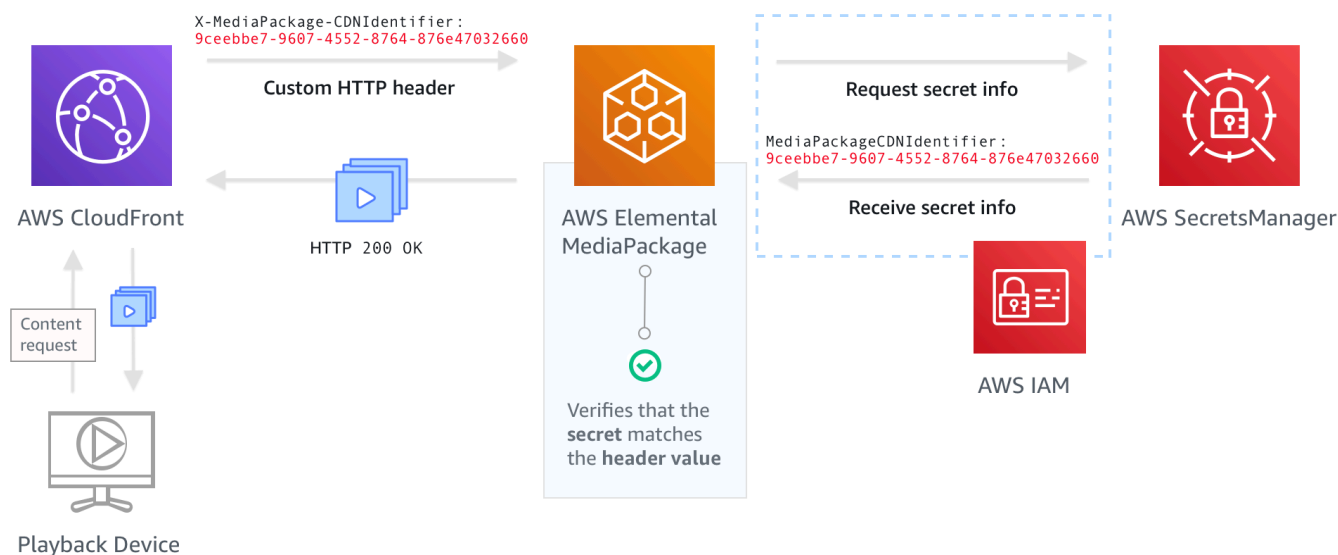 X-MediaPackage-CDNIdentifier:
9ceebbe7-9607-4552-8764-876e47032660
Custom HTTP header
Request secret info
MediaPackageCDNIdentifier:
9ceebbe7-9607-4552-8764-876e47032660
Receive secret info
AWS CloudFront
AWS Elemental
MediaPackage
AWS SecretsManager
HTTP 200 OK
Content
request
AWS IAM
Verifies that the
secret matches
the header value
Playback Device